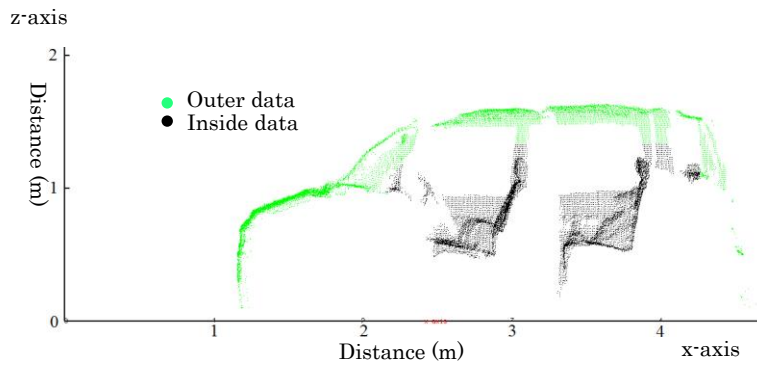 z-axis
2
Distance (m)
Outer data
Inside data
1
0
1
2
3
4
Distance (m)
x-axis